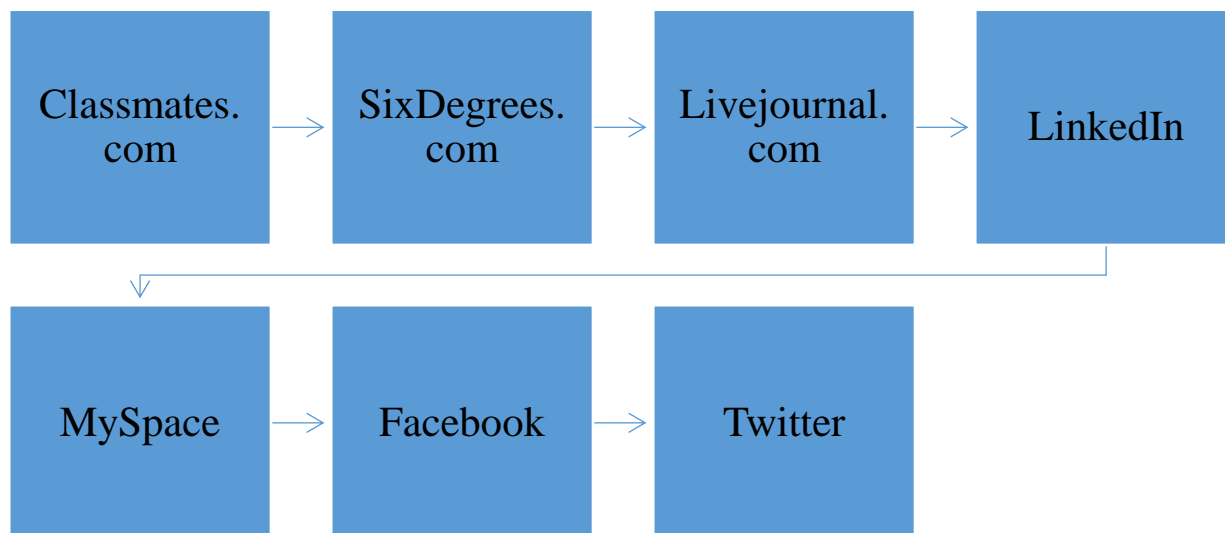 Classmates.
com
SixDegrees.
com
Livejournal.
com
LinkedIn
MySpace
Facebook
Twitter